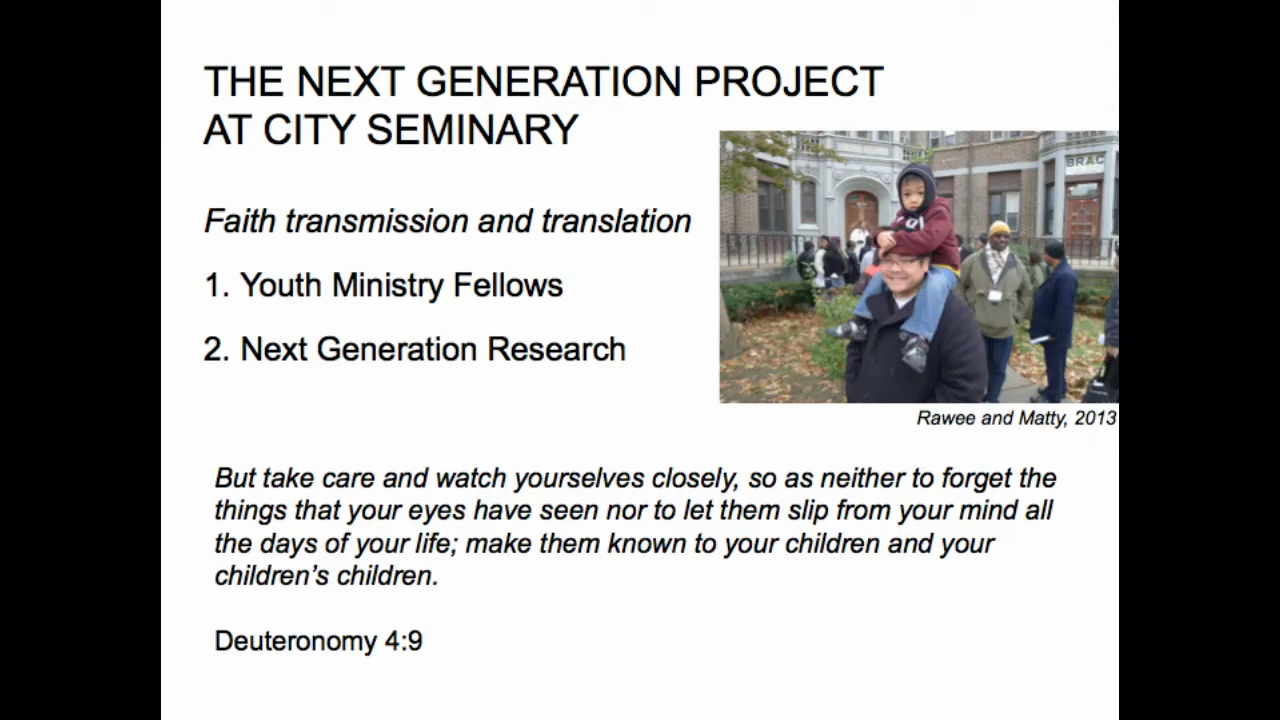 THE NEXT GENERATION PROJECT
AT CITY SEMINARY
Faith transmission and translation
1. Youth Ministry Fellows
2. Next Generation Research
BRAC
Rawee and Matty, 2013
But take care and watch yourselves closely, so as neither to forget the
things that your eyes have seen nor to let them slip from your mind all
the days of your life; make them known to your children and your
children’s children.
Deuteronomy 4:9